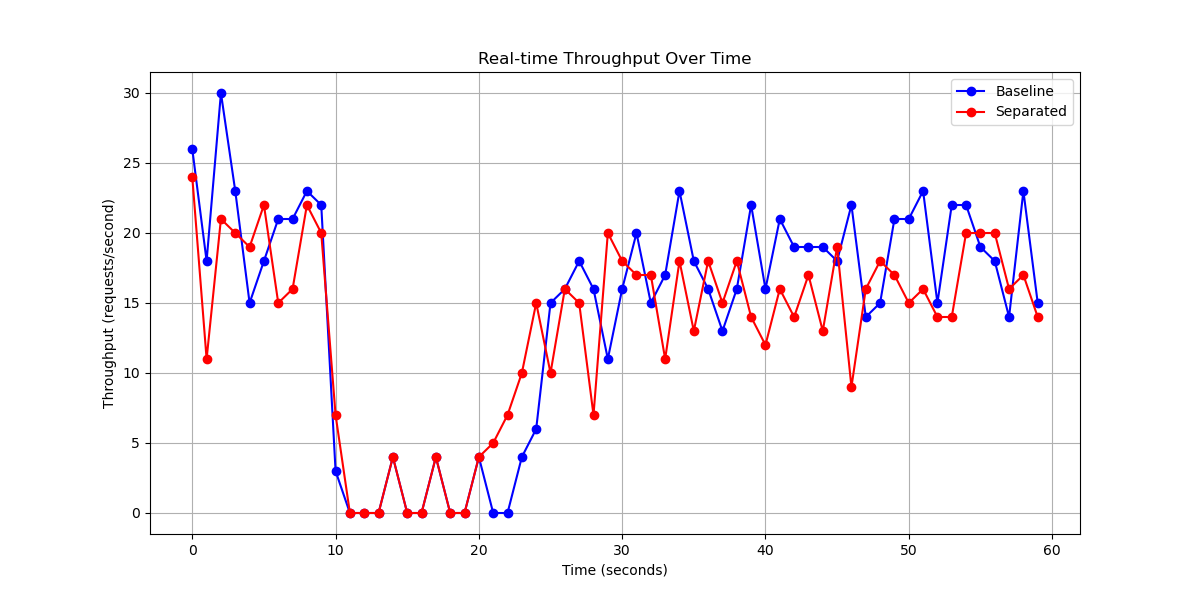 Real-time Throughput Over Time
Baseline
Separated
Throughput (requests/second)
30
25
20
15
10
5
0
0 10 20 30 40 50 60
Time (seconds)